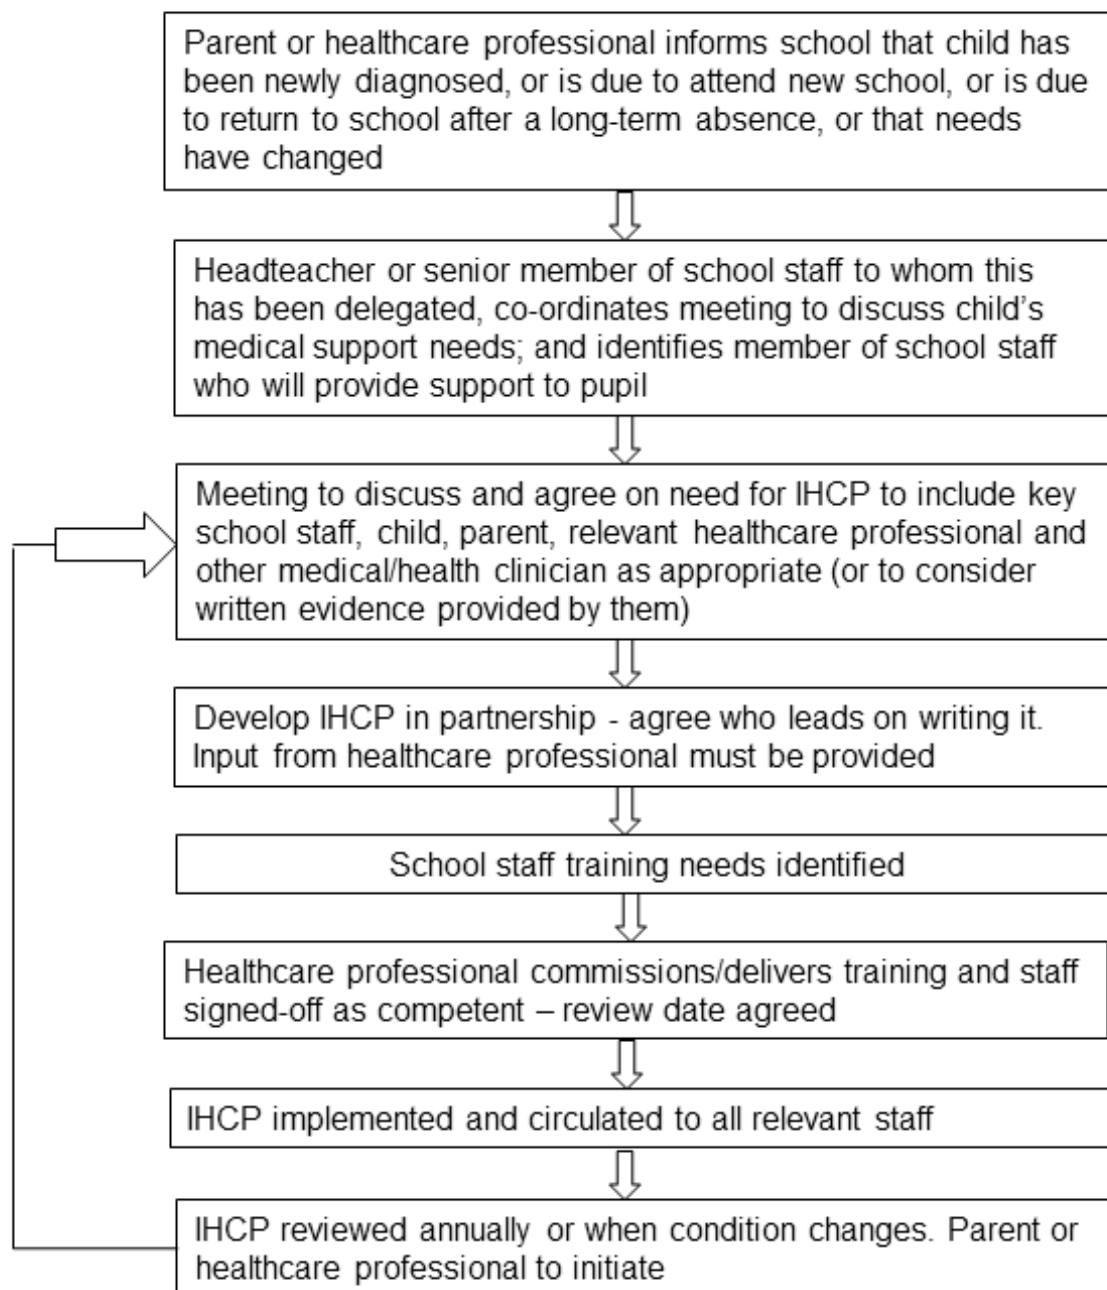 Parent or healthcare professional informs school that child has
been newly diagnosed, or is due to attend new school, or is due
to return to school after a long-term absence, or that needs
have changed
Headteacher or senior member of school staff to whom this
has been delegated, co-ordinates meeting to discuss child’s
medical support needs; and identifies member of school staff
who will provide support to pupil
Meeting to discuss and agree on need for IHCP to include key
school staff, child, parent, relevant healthcare professional and
other medical/health clinician as appropriate (or to consider
written evidence provided by them)
Develop IHCP in partnership - agree who leads on writing it.
Input from healthcare professional must be provided
School staff training needs identified
Healthcare professional commissions/delivers training and staff
signed-off as competent – review date agreed
IHCP implemented and circulated to all relevant staff
IHCP reviewed annually or when condition changes. Parent or
healthcare professional to initiate